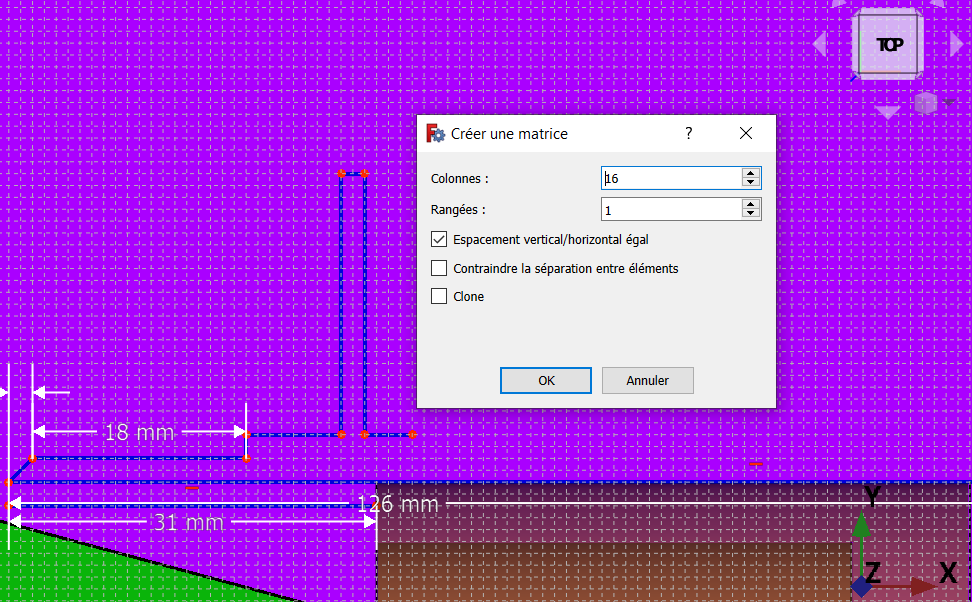 TOP
Créer une matrice
?
Colonnes :
16
Rangées :
1
Espacement vertical/horizontal égal
Contraindre la séparation entre éléments
Clone
OK
Annuler
18 mm
126 mm
31 mm
Y
Z
X